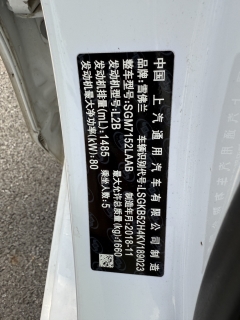 中国 上汽通用汽车有限公司制造
品牌:雪佛兰 车辆识别代号:LSGKB52H4KV189023
整车型号:SGM7152LAAB 制造年月:2018-11
发动机型号:L2B 最大允许总质量(kg):1660
发动机排量(mL):1485 乘坐人数:5
发动机最大净功率(kW):80